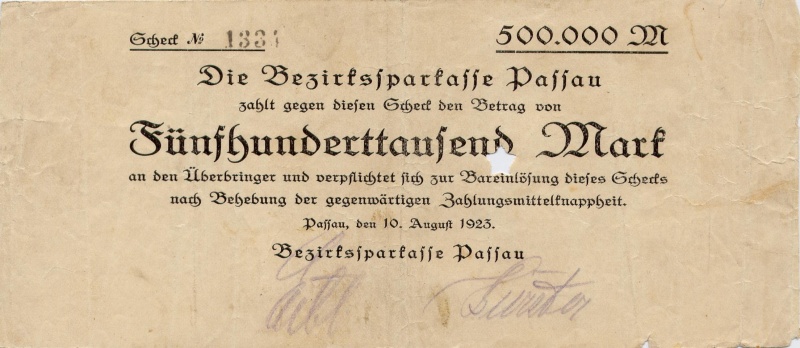 Scheck № 1334
500.000 M
Die Bezirkssparkasse Passau
zahlt gegen diesen Scheck den Betrag von
Fünfhunderttausend Mark
an den Überbringer und verpflichtet sich zur Bareinlösung dieses Schecks
nach Behebung der gegenwärtigen Zahlungsmittelknappheit.
Passau, den 10. August 1923.
Bezirkssparkasse Passau